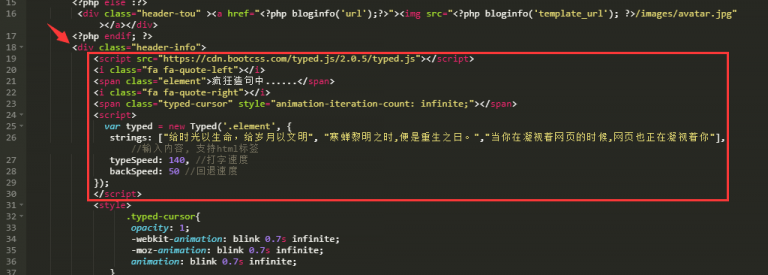 15 <?php else :?>
16 <div class="header-tou" ><a href="<?php bloginfo('url');?>"><img src="<?php bloginfo('template_url'); ?>/images/avatar.jpg"
></a></div>
17 <?php endif; ?>
18 <div class="header-info">
19 <script src="https://cdn.bootcss.com/typed.js/2.0.5/typed.js"></script>
20 <i class="fa fa-quote-left"></i>
21 <span class="element">疯狂造句中......</span>
22 <i class="fa fa-quote-right"></i>
23 <span class="typed-cursor" style="animation-iteration-count: infinite;"></span>
24 <script>
25 var typed = new Typed('.element', {
26 strings: ["给时光以生命，给岁月以文明", "寒蝉黎明之时,便是重生之日。","当你在凝视着网页的时候,网页也正在凝视着你"],
//输入内容, 支持html标签
27 typeSpeed: 140, //打字速度
28 backSpeed: 50 //回退速度
29 });
30 </script>
31 <style>
32 .typed-cursor{
33 opacity: 1;
34 -webkit-animation: blink 0.7s infinite;
35 -moz-animation: blink 0.7s infinite;
36 animation: blink 0.7s infinite;
37 }